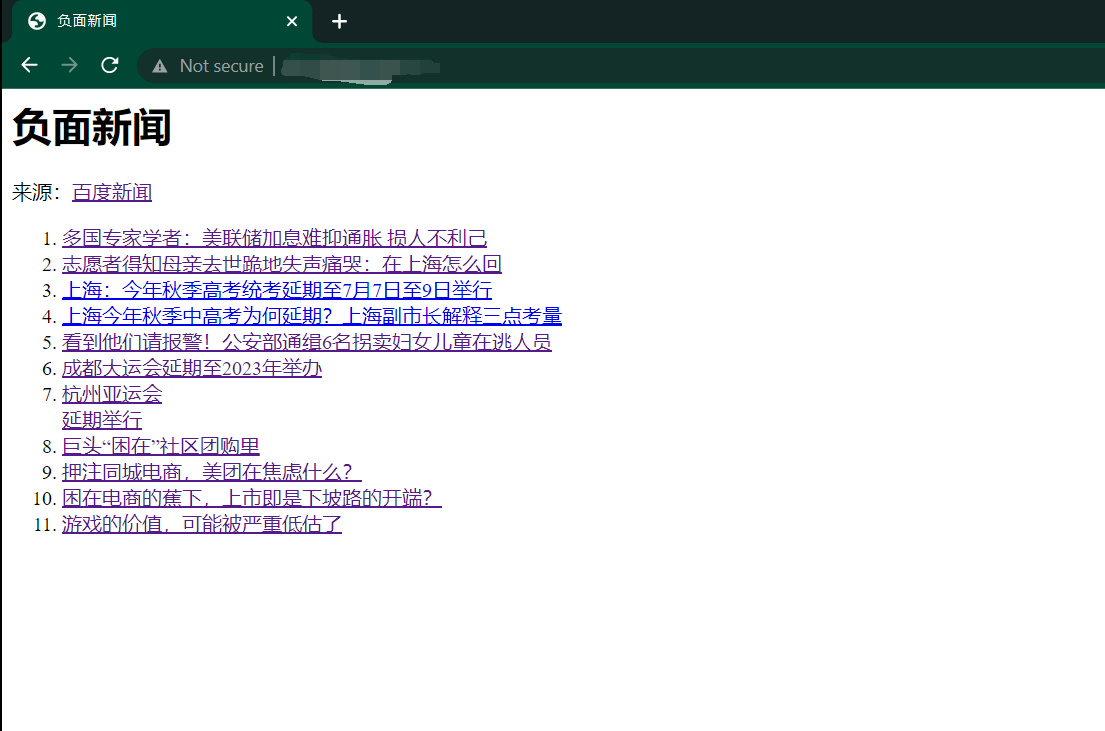 负面新闻
Not secure
负面新闻
来源：百度新闻
1. 多国专家学者：美联储加息难抑通胀 损人不利己
2. 志愿者得知母亲去世跪地失声痛哭：在上海怎么回
3. 上海：今年秋季高考统考延期至7月7日至9日举行
4. 上海今年秋季中高考为何延期？上海副市长解释三点考量
5. 看到他们请报警！公安部通缉6名拐卖妇女儿童在逃人员
6. 成都大运会延期至2023年举办
7. 杭州亚运会
延期举行
8. 巨头“困在”社区团购里
9. 押注同城电商，美团在焦虑什么？
10. 困在电商的蕉下，上市即是下坡路的开端？
11. 游戏的价值，可能被严重低估了